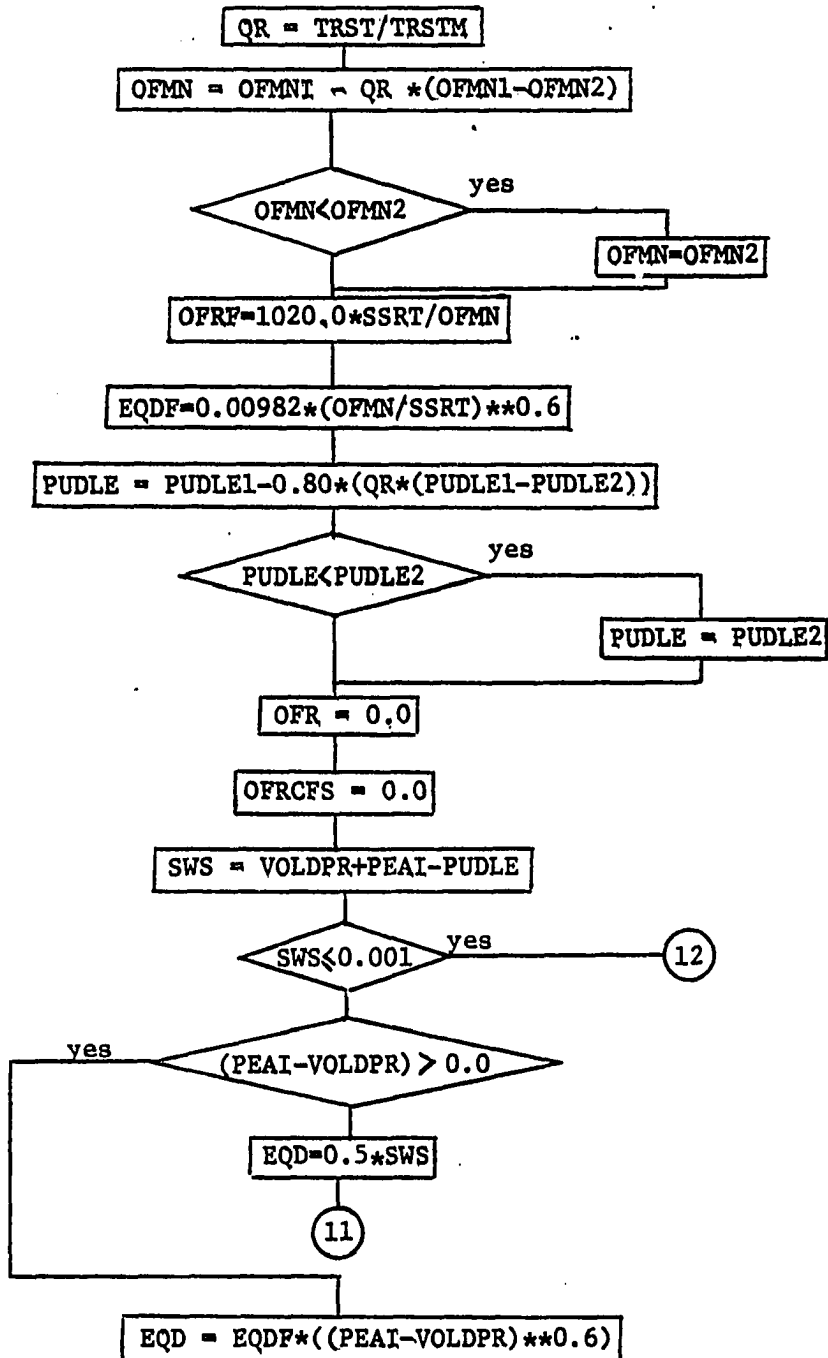 QR = TRST/TRSTM
OFMN = OFMNI - QR *(OFMN1-OFMN2)
OFMN<OFMN2
yes
OFMN=OFMN2
OFRF=1020.0*SSRT/OFMN
EQDF=0.00982*(OFMN/SSRT)**0.6
PUDLE = PUDLE1-0.80*(QR*(PUDLE1-PUDLE2))
PUDLE<PUDLE2
yes
PUDLE = PUDLE2
OFR = 0.0
OFRCFS = 0.0
SWS = VOLDPR+PEAI-PUDLE
SWS≤0.001
yes
12
yes
(PEAI-VOLDPR) > 0.0
EQD=0.5*SWS
11
EQD = EQDF*((PEAI-VOLDPR)**0.6)